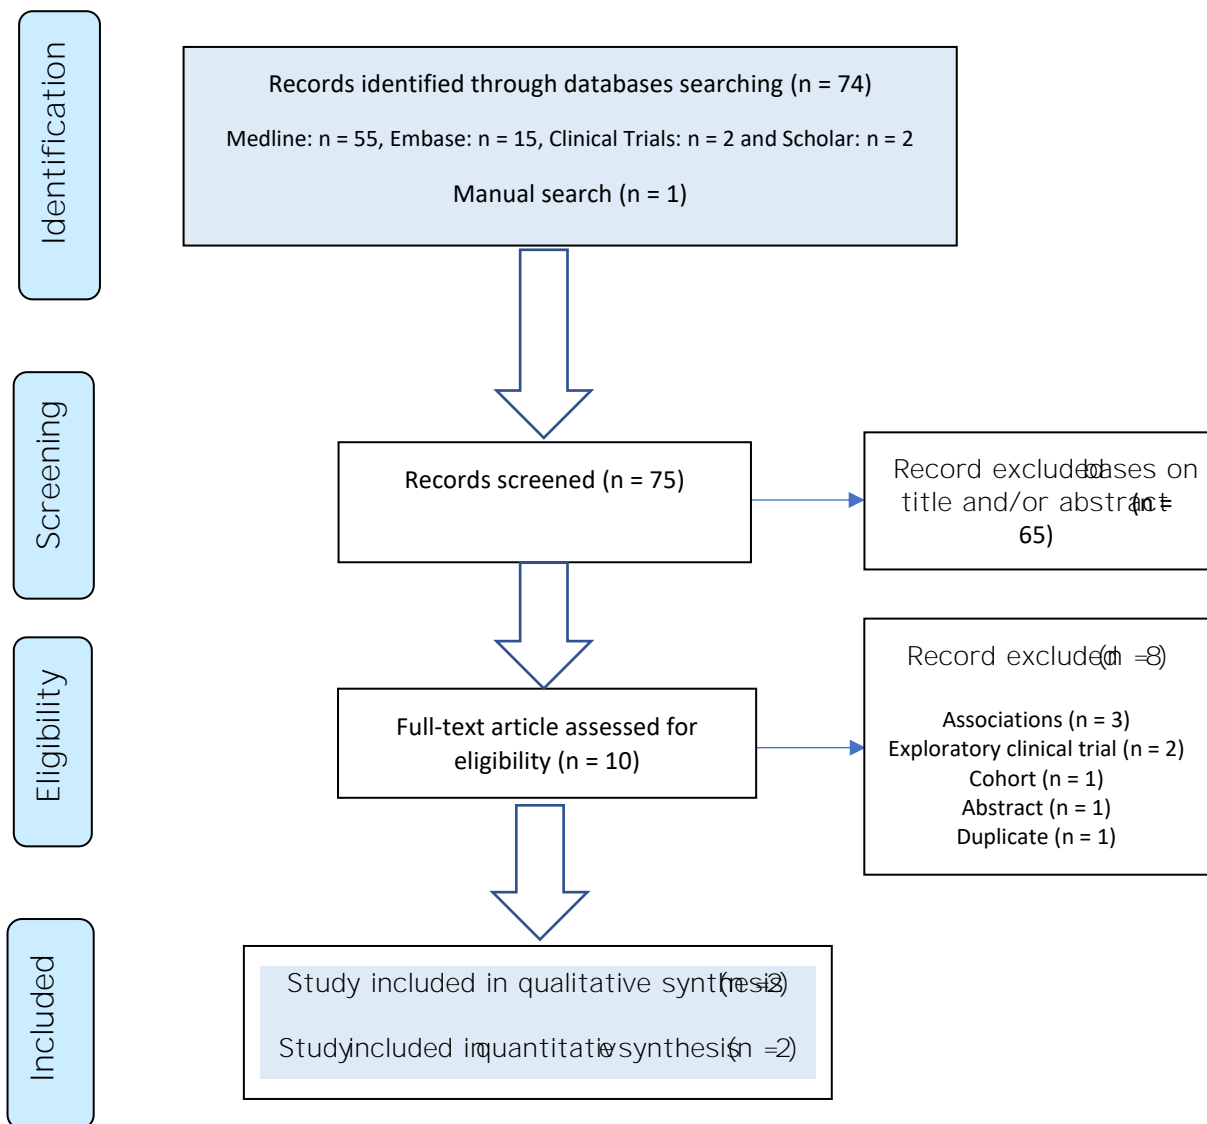 Identification
Records identified through databases searching (n = 74)
Medline: n = 55, Embase: n = 15, Clinical Trials: n = 2 and Scholar: n = 2
Manual search (n = 1)
Screening
Records screened (n = 75)
Record excluded bases on
title and/or abstract (n =
65)
Eligibility
Full-text article assessed for
eligibility (n = 10)
Record excluded (n =8)
Associations (n = 3)
Exploratory clinical trial (n = 2)
Cohort (n = 1)
Abstract (n = 1)
Duplicate (n = 1)
Included
Study included in qualitative synthesis (n =2)
Study included in quantitative synthesis (n =2)